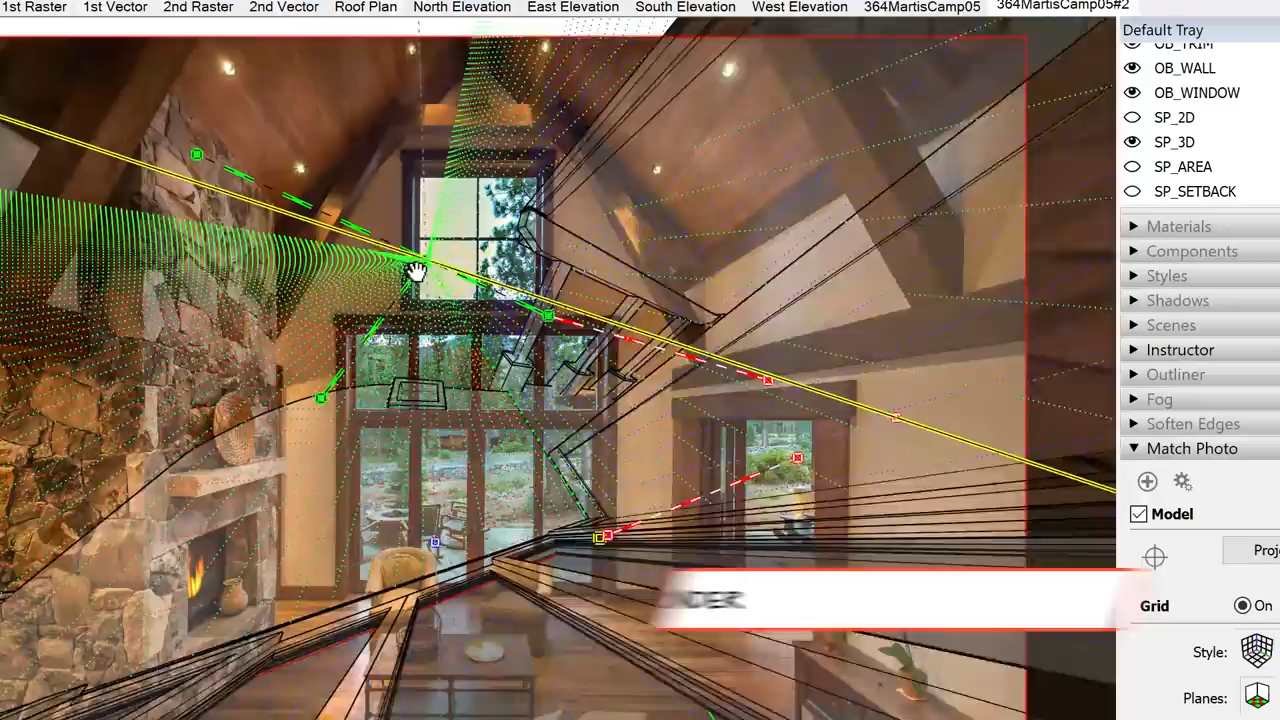 1st Raster 1st Vector 2nd Raster 2nd Vector Roof Plan North Elevation East Elevation South Elevation West Elevation 364MartisCamp05 364MartisCamp05#2
Default Tray
OB_TRIM
OB_WALL
OB_WINDOW
SP_2D
SP_3D
SP_AREA
SP_SETBACK
Materials
Components
Styles
Shadows
Scenes
Instructor
Outliner
Fog
Soften Edges
Match Photo
Model
Proj
Grid
On
Style:
Planes: